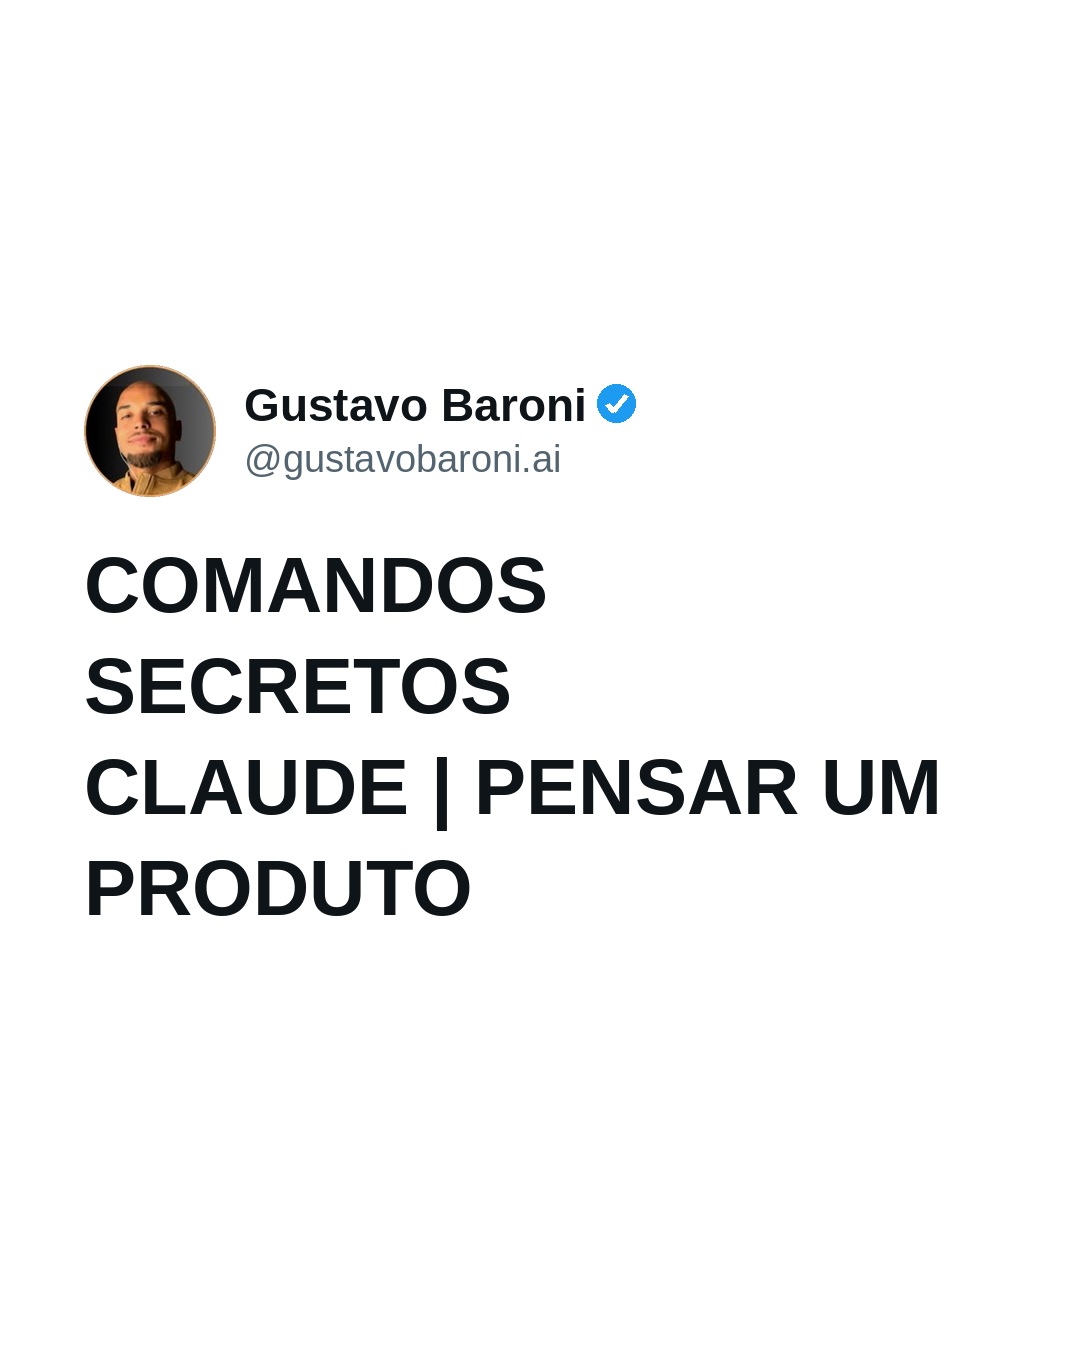 Gustavo Baroni
@gustavobaroni.ai
COMANDOS
SECRETOS
CLAUDE | PENSAR UM
PRODUTO